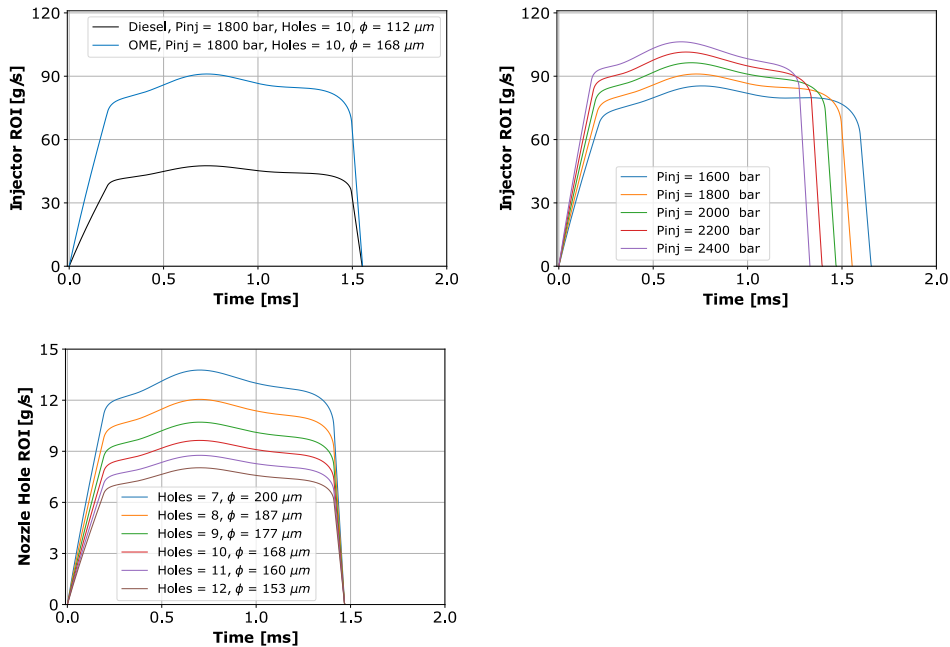 Diesel, Pinj = 1800 bar, Holes = 10, ϕ = 112 μm
OME, Pinj = 1800 bar, Holes = 10, ϕ = 168 μm
120
90
60
30
0
Injector ROI [g/s]
0.0 0.5 1.0 1.5 2.0
Time [ms]
120
90
60
30
0
Injector ROI [g/s]
Pinj = 1600 bar
Pinj = 1800 bar
Pinj = 2000 bar
Pinj = 2200 bar
Pinj = 2400 bar
0.0 0.5 1.0 1.5 2.0
Time [ms]
15
12
9
6
3
0
Nozzle Hole ROI [g/s]
Holes = 7, ϕ = 200 μm
Holes = 8, ϕ = 187 μm
Holes = 9, ϕ = 177 μm
Holes = 10, ϕ = 168 μm
Holes = 11, ϕ = 160 μm
Holes = 12, ϕ = 153 μm
0.0 0.5 1.0 1.5 2.0
Time [ms]